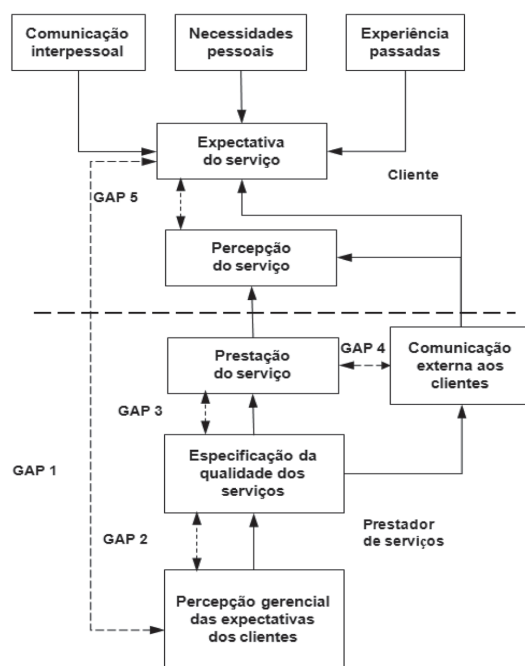 Comunicação
interpessoal
Necessidades
pessoais
Experiência
passadas
Expectativa
do serviço
Cliente
GAP 5
Percepção
do serviço
Prestação
do serviço
GAP 4
Comunicação
externa aos
clientes
GAP 3
Especificação da
qualidade dos
serviços
GAP 1
Prestador
de serviços
GAP 2
Percepção gerencial
das expectativas
dos clientes